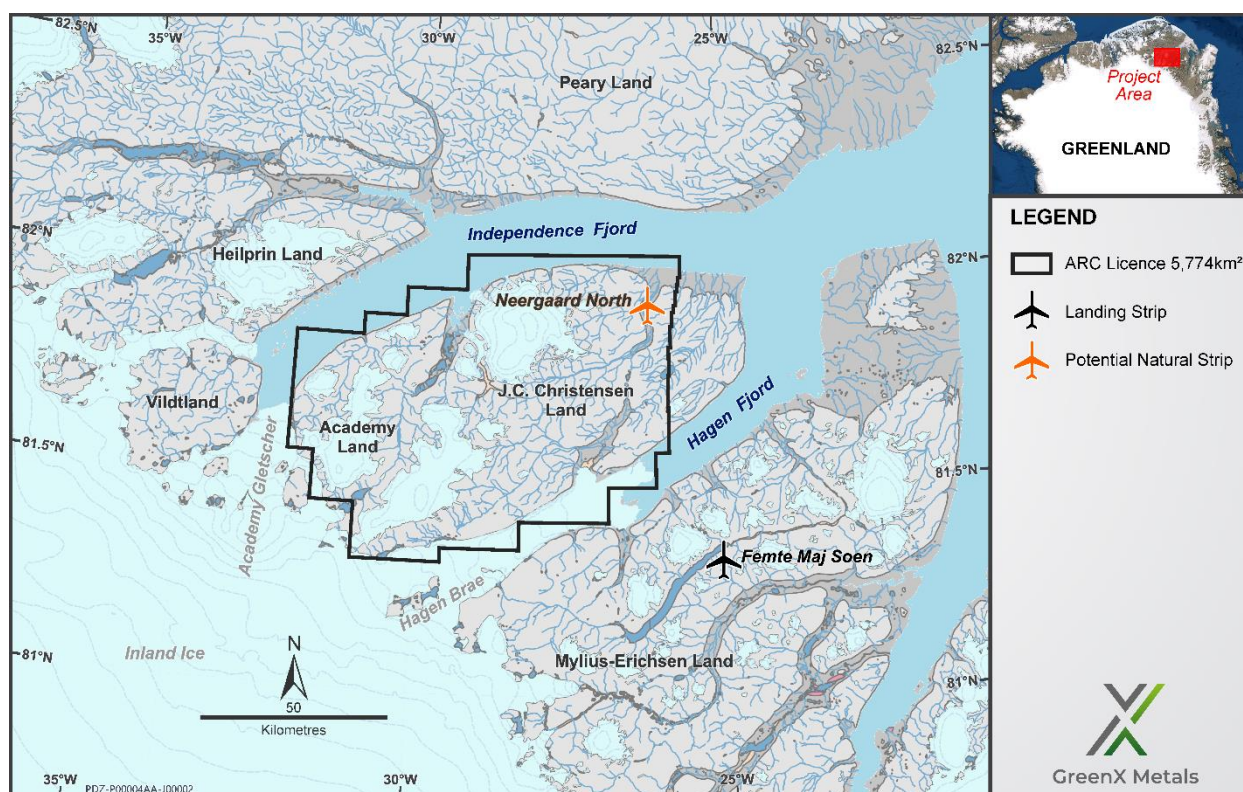 82.5°N
35°W
30°W
25°W
82.5°N
Peary Land
82°N
Independence Fjord
Heilprin Land
82°N
Neergaard North
Vildtland
J.C. Christensen
Land
Academy
Land
Hagen Fjord
81.5°N
81.5°N
Academy Gletscher
Femte Maj Soen
Hagen Brae
81°N
Inland Ice
N
Mylius-Erichsen Land
81°N
50
Kilometres
35°W
30°W
25°W
PDZ-P00004AA-I00002
Project
Area
GREENLAND
LEGEND
ARC Licence 5,774km²
Landing Strip
Potential Natural Strip
GreenX Metals